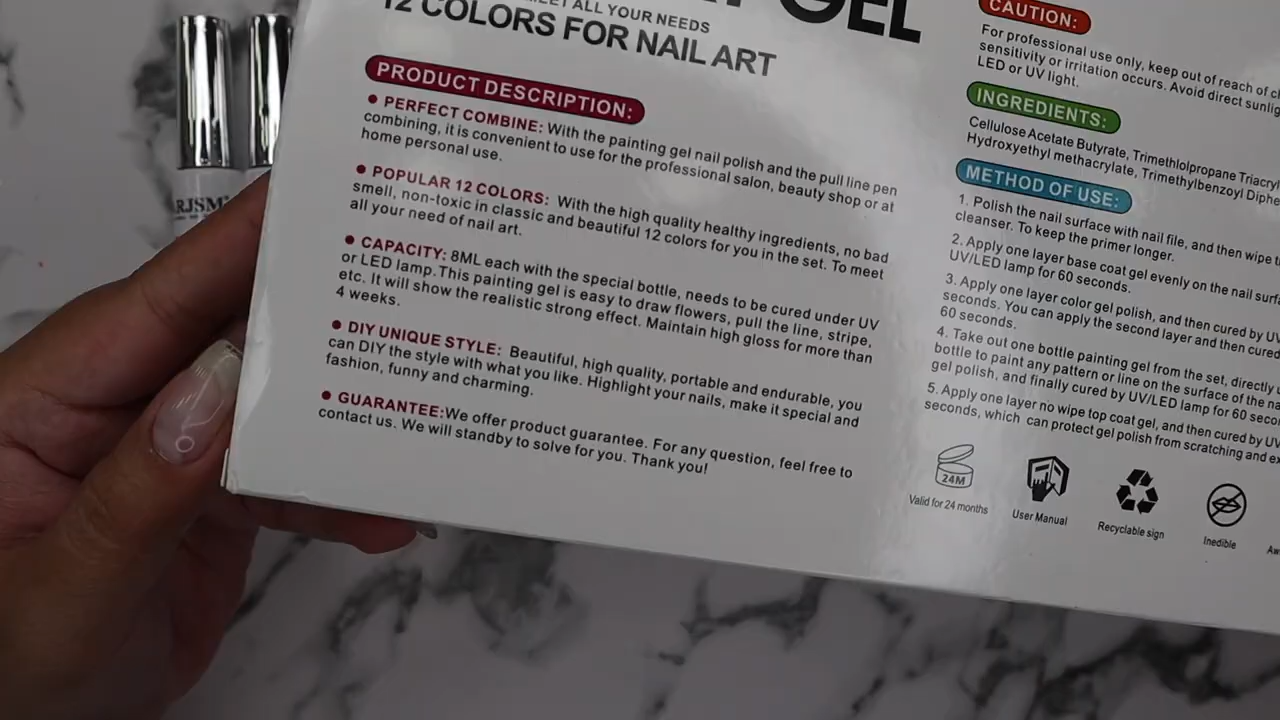 GEL
MEET ALL YOUR NEEDS
12 COLORS FOR NAIL ART
PRODUCT DESCRIPTION:
• PERFECT COMBINE: With the painting gel nail polish and the pull line pen
combining, it is convenient to use for the professional salon, beauty shop or at
home personal use.
• POPULAR 12 COLORS: With the high quality healthy ingredients, no bad
smell, non-toxic in classic and beautiful 12 colors for you in the set. To meet
all your need of nail art.
• CAPACITY: 8ML each with the special bottle, needs to be cured under UV
or LED lamp. This painting gel is easy to draw flowers, pull the line, stripe,
etc. It will show the realistic strong effect. Maintain high gloss for more than
4 weeks.
• DIY UNIQUE STYLE: Beautiful, high quality, portable and endurable, you
can DIY the style with what you like. Highlight your nails, make it special and
fashion, funny and charming.
• GUARANTEE:We offer product guarantee. For any question, feel free to
contact us. We will standby to solve for you. Thank you!
CAUTION:
For professional use only, keep out of reach of
sensitivity or irritation occurs. Avoid direct
LED or UV light.
INGREDIENTS:
Cellulose Acetate Butyrate, Trimethlolpropane
Hydroxyethyl methacrylate, Trimethylbenzoyl
METHOD OF USE:
1. Polish the nail surface with nail file, and then wipe
cleanser. To keep the primer longer.
2. Apply one layer base coat gel evenly on the nail
UV/LED lamp for 60 seconds.
3. Apply one layer color gel polish, and then cured by
seconds. You can apply the second layer and then cured
60 seconds.
4. Take out one bottle painting gel from the set, directly
bottle to paint any pattern or line on the surface of the
gel polish, and finally cured by UV/LED lamp for 60
5. Apply one layer no wipe top coat gel, and then cured by
seconds, which can protect gel polish from scratching and
24M
Valid for 24 months
User Manual
Recyclable sign
Inedible